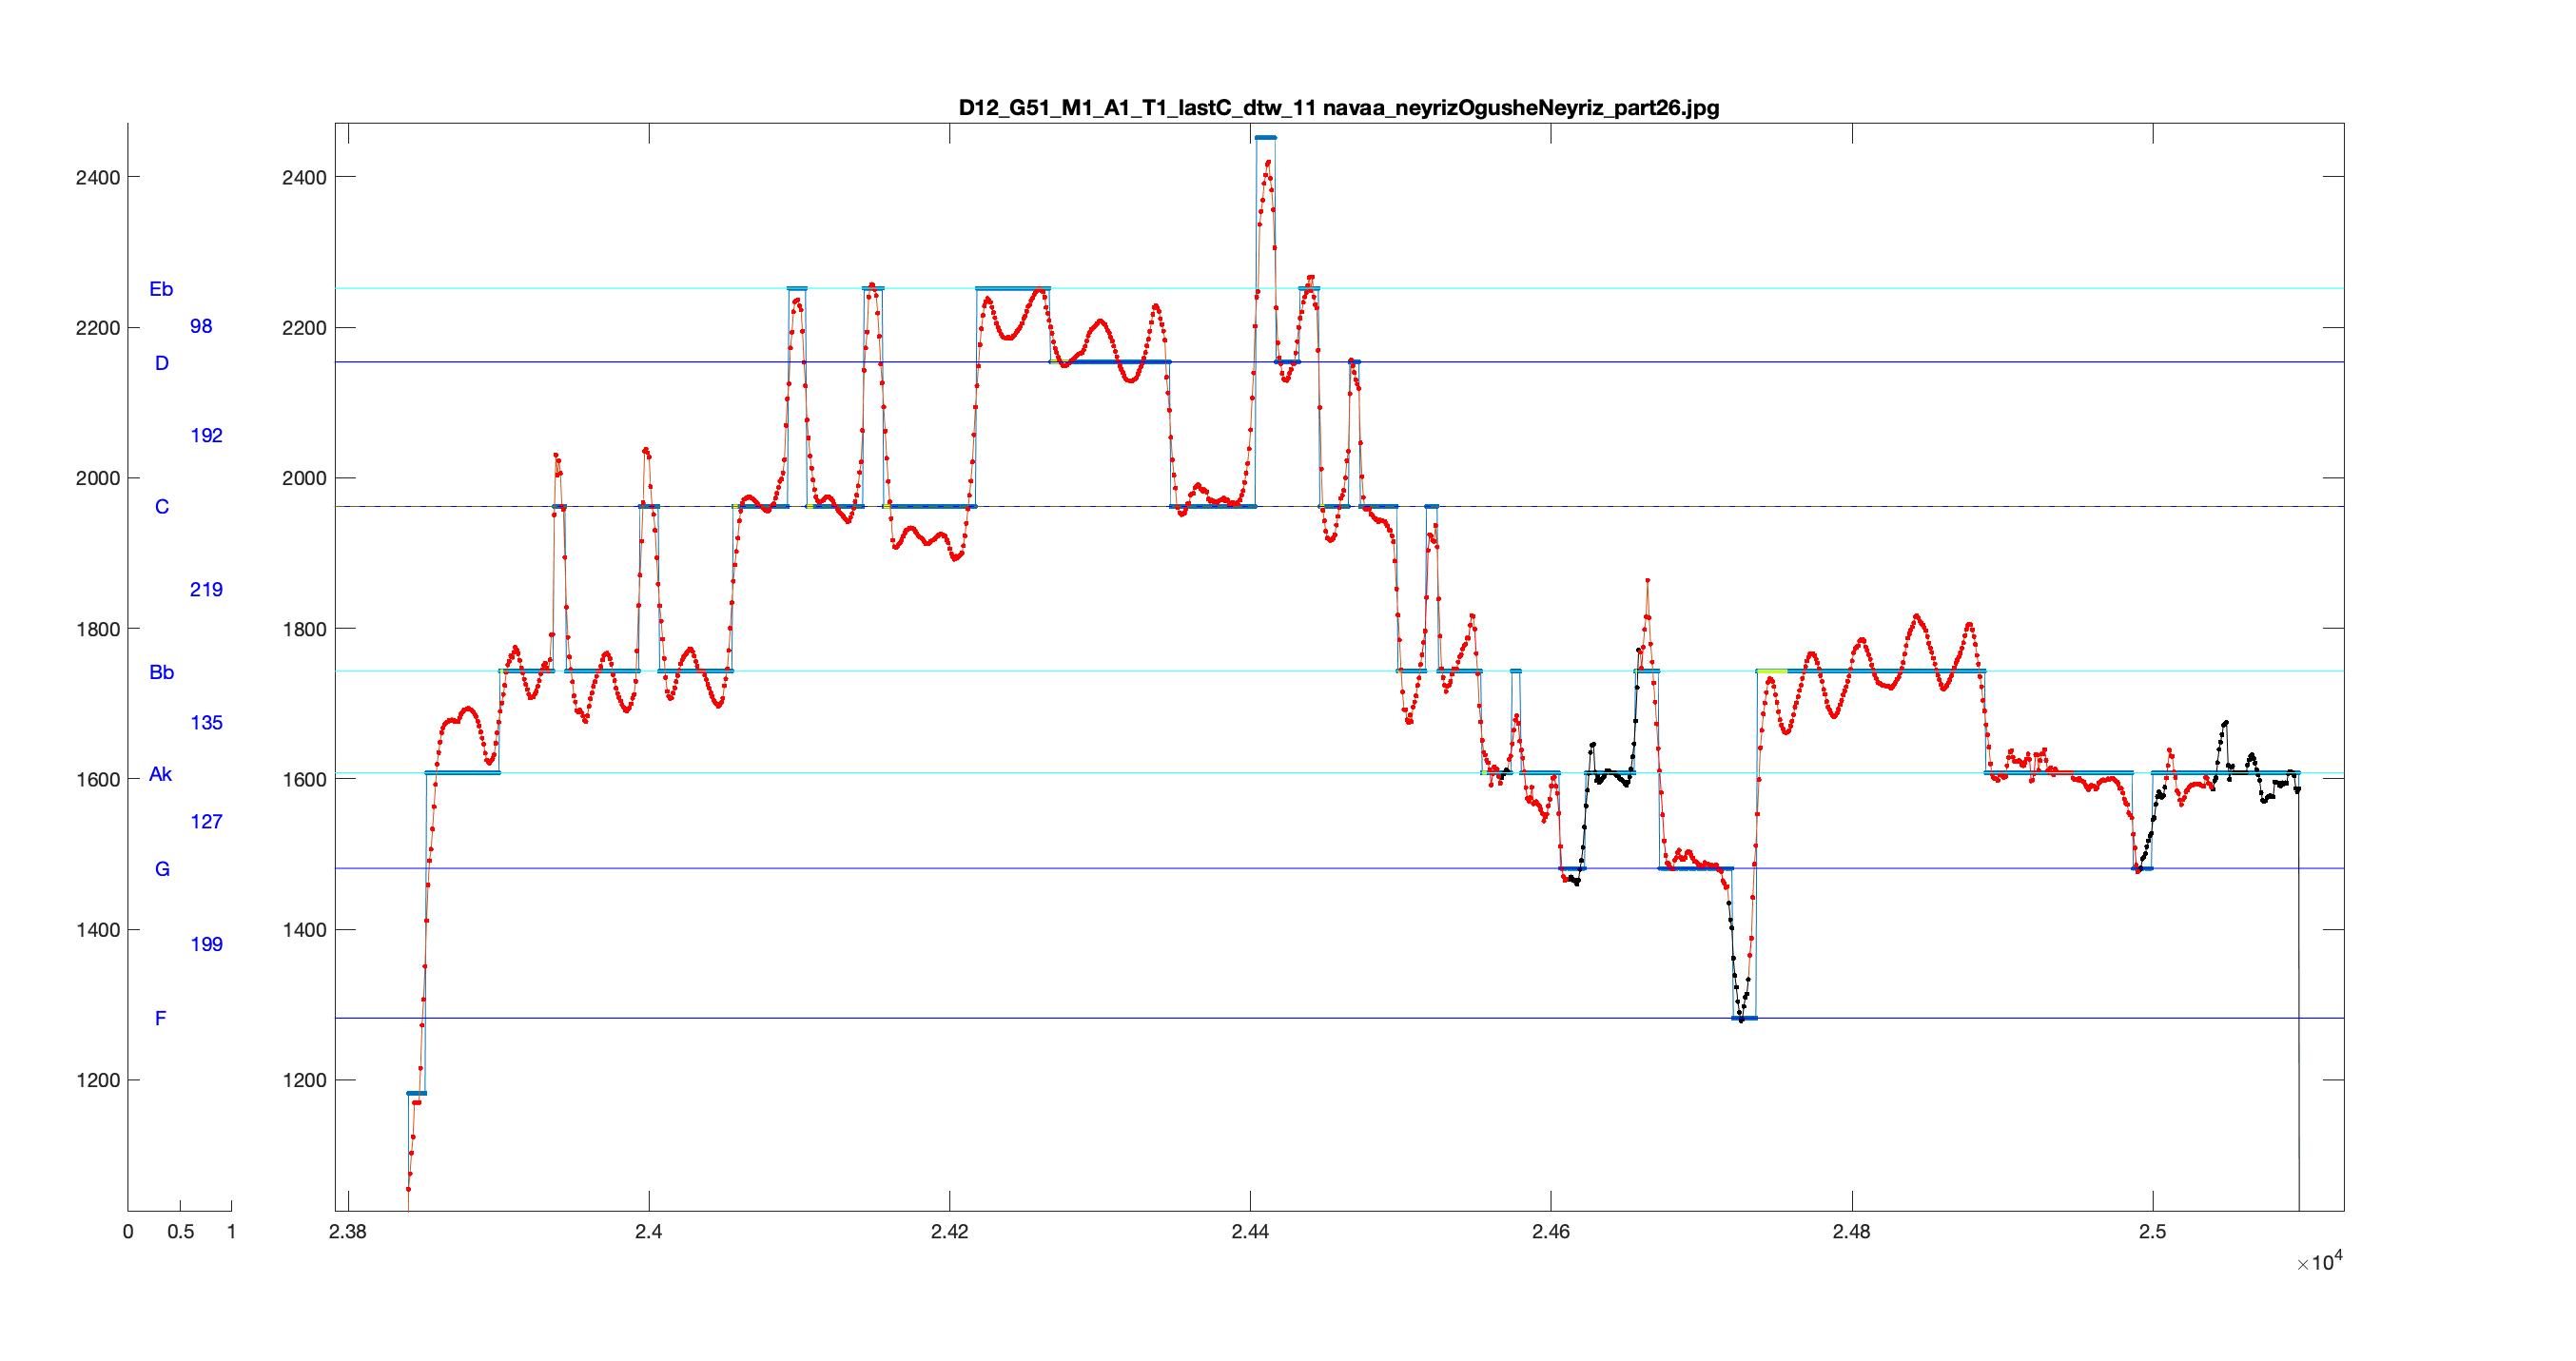 D12_G51_M1_A1_T1_lastC_dtw_11 navaa_neyrizOgusheNeyriz_part26.jpg
2400 2400
Eb
2200 98 2200
D
192
2000 2000
C
219
1800 1800
Bb
135
1600 Ak 1600
127
G
1400 199 1400
F
1200 1200
0 0.5 1 2.38 2.4 2.42 2.44 2.46 2.48 2.5
×10^4